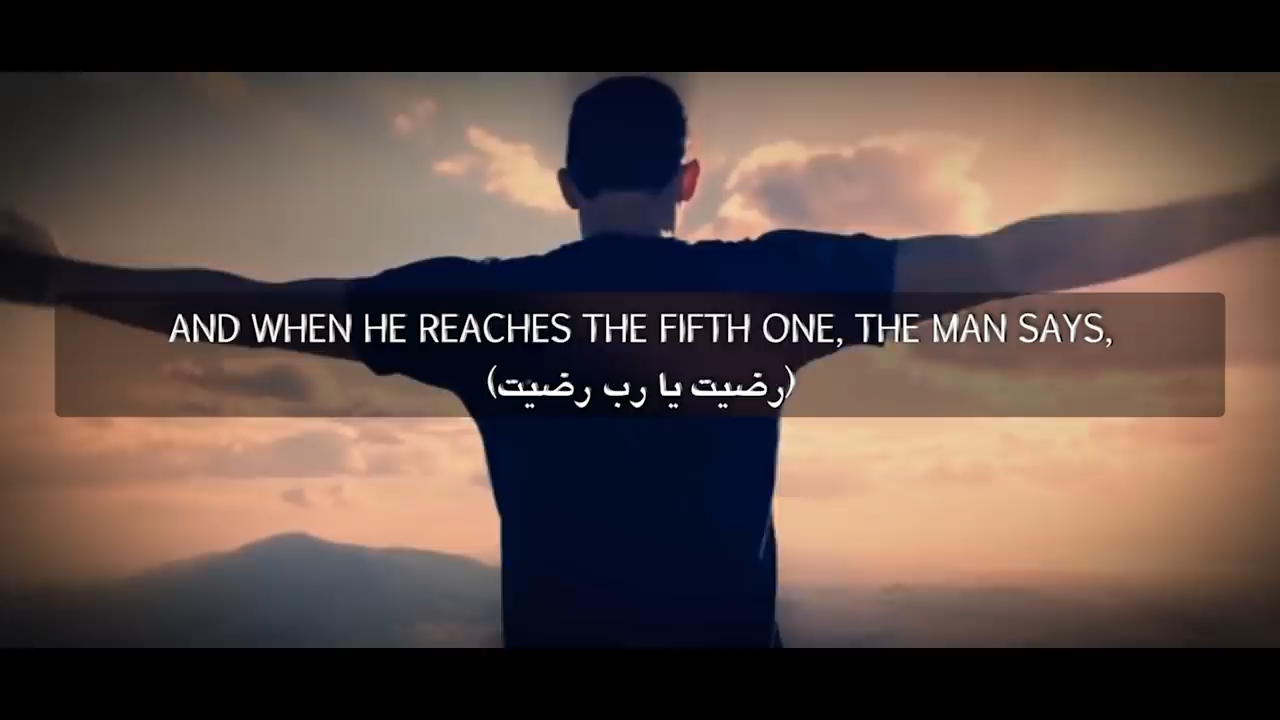 AND WHEN HE REACHES THE FIFTH ONE, THE MAN SAYS,
(رضيت يا رب رضيت)